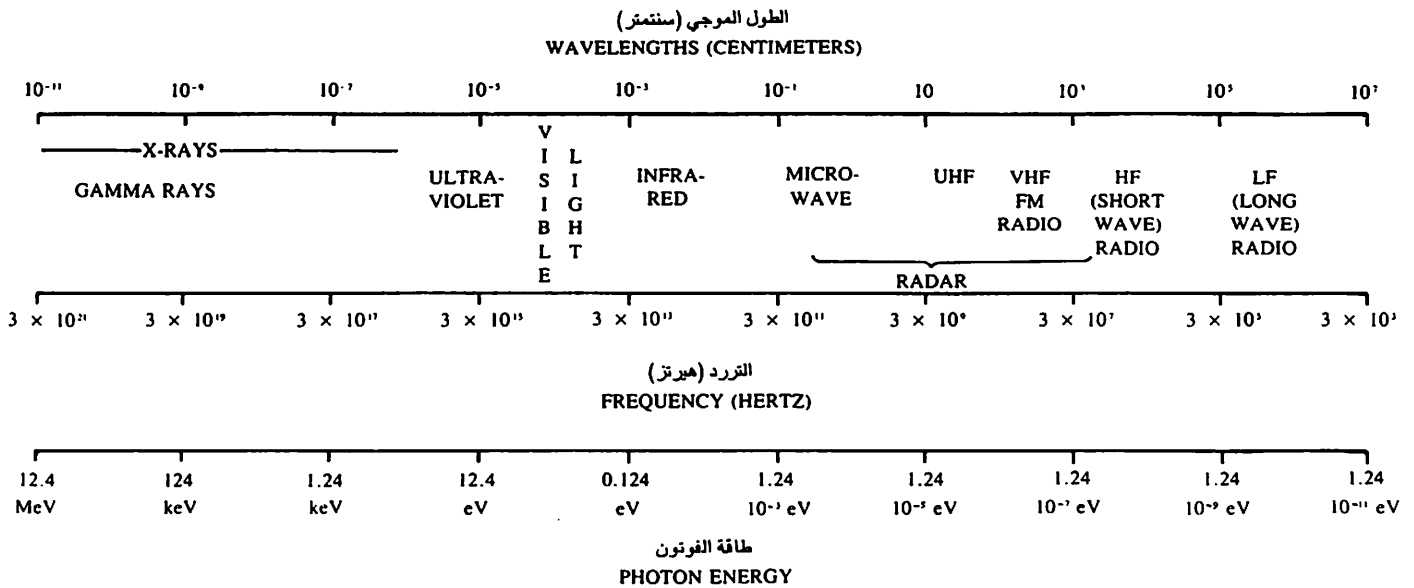 الطول الموجي (سنتمتر)
WAVELENGTHS (CENTIMETERS)
10⁻¹¹ 10⁻⁹ 10⁻⁷ 10⁻⁵ 10⁻³ 10⁻¹ 10 10³ 10⁵ 10⁷
X-RAYS
GAMMA RAYS
ULTRA-
VIOLET
VISIBLE
LIGHT
INFRA-
RED
MICRO-
WAVE
UHF
VHF
FM
RADIO
HF
(SHORT
WAVE)
RADIO
LF
(LONG
WAVE)
RADIO
RADAR
3 × 10²¹ 3 × 10¹⁹ 3 × 10¹⁷ 3 × 10¹⁵ 3 × 10¹³ 3 × 10¹¹ 3 × 10⁹ 3 × 10⁷ 3 × 10⁵ 3 × 10³
التررد (هيرتز)
FREQUENCY (HERTZ)
12.4 124 1.24 12.4 0.124 1.24 1.24 1.24 1.24 1.24
MeV keV keV eV eV 10⁻³ eV 10⁻⁵ eV 10⁻⁷ eV 10⁻⁹ eV 10⁻¹¹ eV
طاقة الفوتون
PHOTON ENERGY